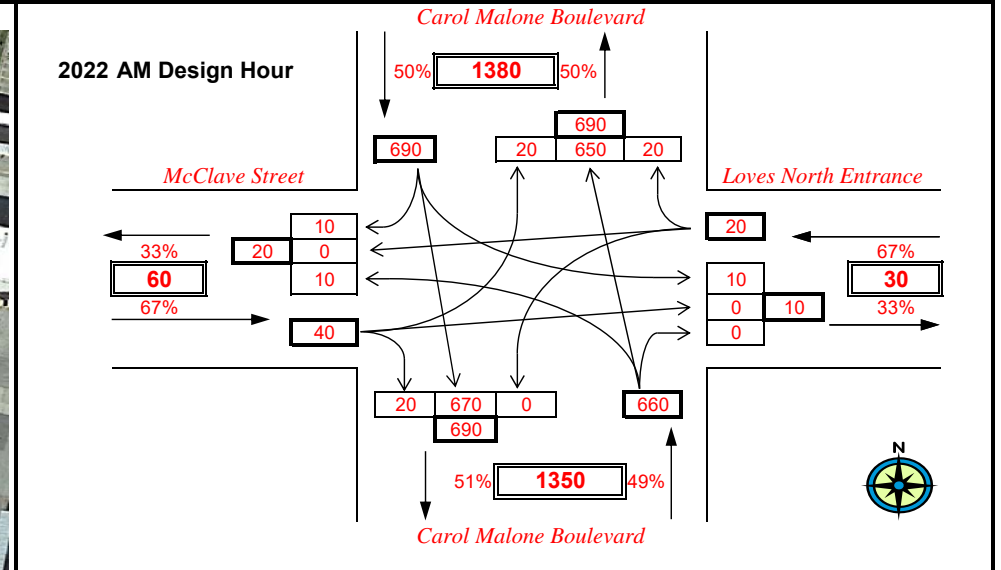 Carol Malone Boulevard
2022 AM Design Hour
50% 1380 50%
690
690
20 650 20
McClave Street
Loves North Entrance
10
20 0
10
20
33%
67%
60
30
67%
33%
10
0 10
0
40
20 670 0
690
660
51% 1350 49%
N
Carol Malone Boulevard